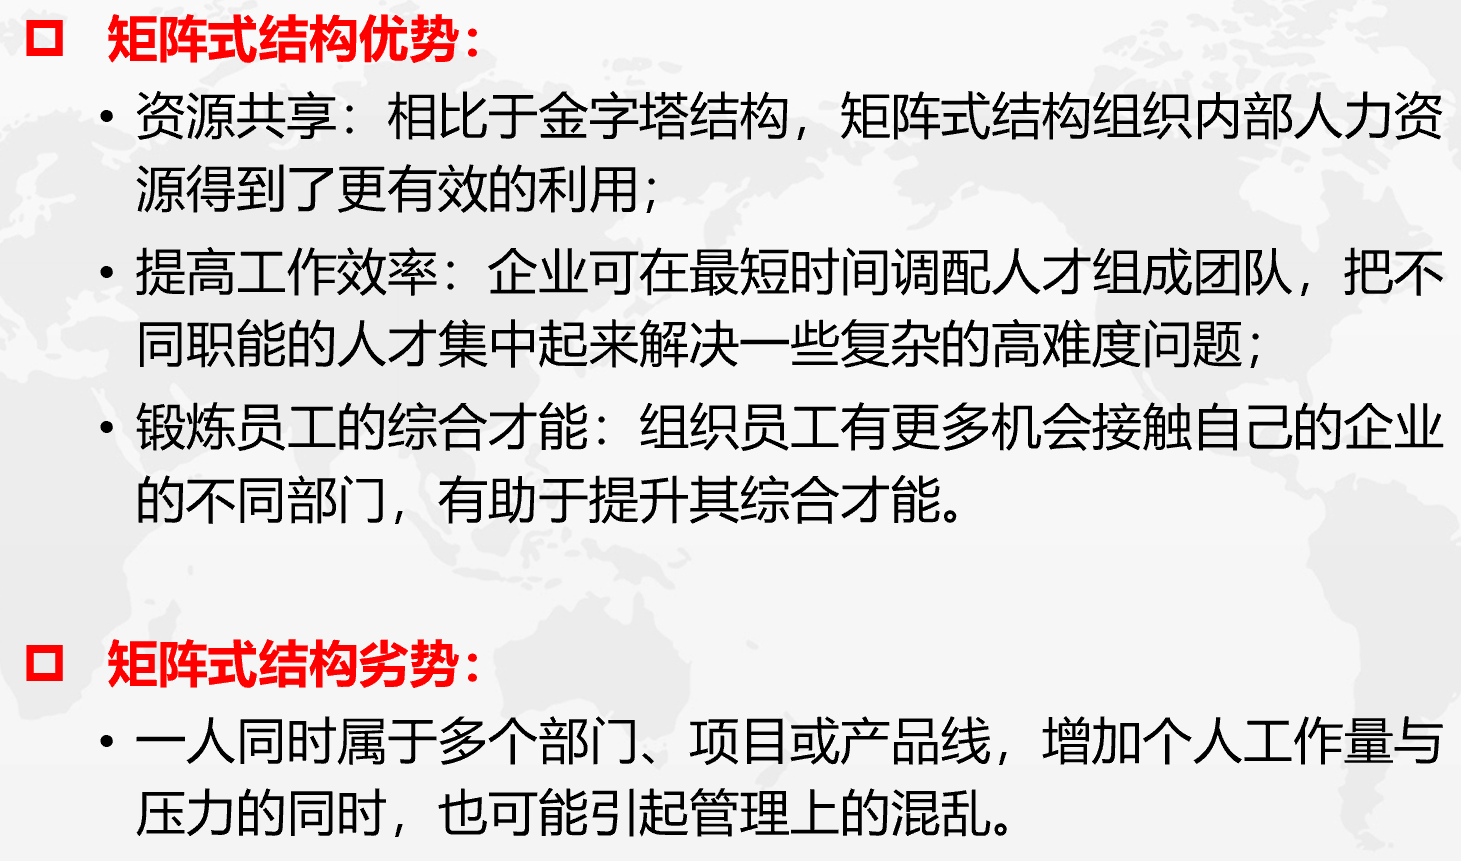 矩阵式结构优势：
• 资源共享：相比于金字塔结构，矩阵式结构组织内部人力资
源得到了更有效的利用；
• 提高工作效率：企业可在最短时间调配人才组成团队，把不
同职能的人才集中起来解决一些复杂的高难度问题；
• 锻炼员工的综合才能：组织员工有更多机会接触自己的企业
的不同部门，有助于提升其综合才能。
矩阵式结构劣势：
• 一人同时属于多个部门、项目或产品线，增加个人工作量与
压力的同时，也可能引起管理上的混乱。